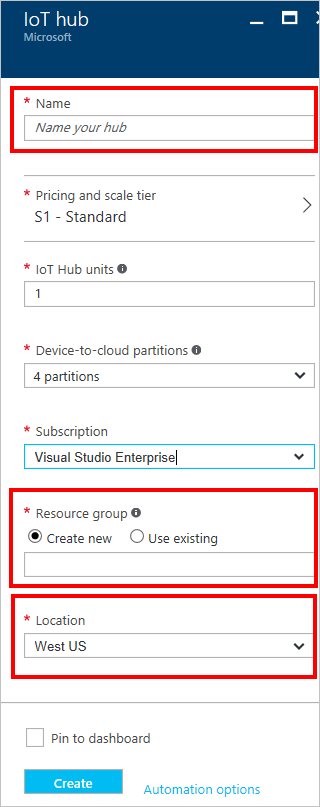 IoT hub
Microsoft
* Name
Name your hub
* Pricing and scale tier
S1 - Standard
* IoT Hub units
1
* Device-to-cloud partitions
4 partitions
* Subscription
Visual Studio Enterprise
* Resource group
Create new Use existing
* Location
West US
Pin to dashboard
Create Automation options